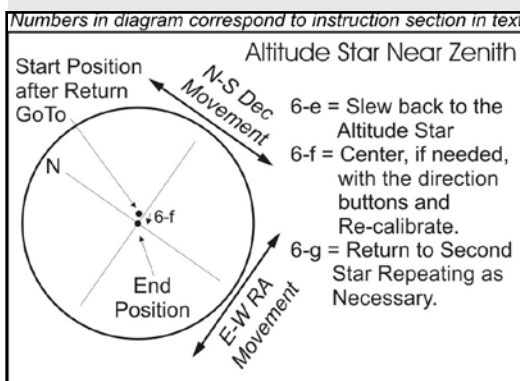 Numbers in diagram correspond to instruction section in text
Altitude Star Near Zenith
Start Position
after Return
GoTo
N-S Dec
Movement
N
6-f
End
Position
E-W RA
Movement
6-e = Slew back to the
Altitude Star
6-f = Center, if needed,
with the direction
buttons and
Re-calibrate.
6-g = Return to Second
Star Repeating as
Necessary.